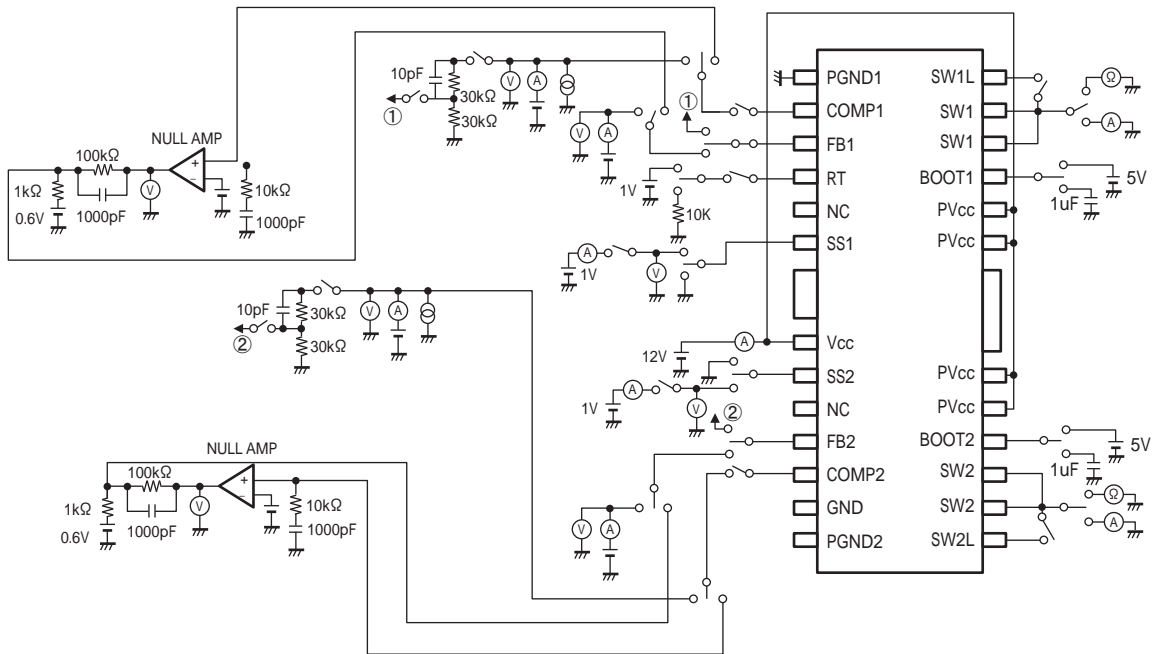 10pF
30kΩ
30kΩ
①
V
A
①
V
A
NULL AMP
100kΩ
1kΩ
0.6V
1000pF
V
+
−
10kΩ
1000pF
1V
10K
A
1V
V
10pF
30kΩ
30kΩ
②
V
A
12V
A
A
1V
V
②
NULL AMP
100kΩ
1kΩ
0.6V
1000pF
V
+
−
10kΩ
1000pF
V
A
PGND1
COMP1
FB1
RT
NC
SS1
Vcc
SS2
NC
FB2
COMP2
GND
PGND2
SW1L
SW1
SW1
BOOT1
PVcc
PVcc
PVcc
PVcc
BOOT2
SW2
SW2
SW2L
Ω
A
5V
1uF
5V
1uF
Ω
A